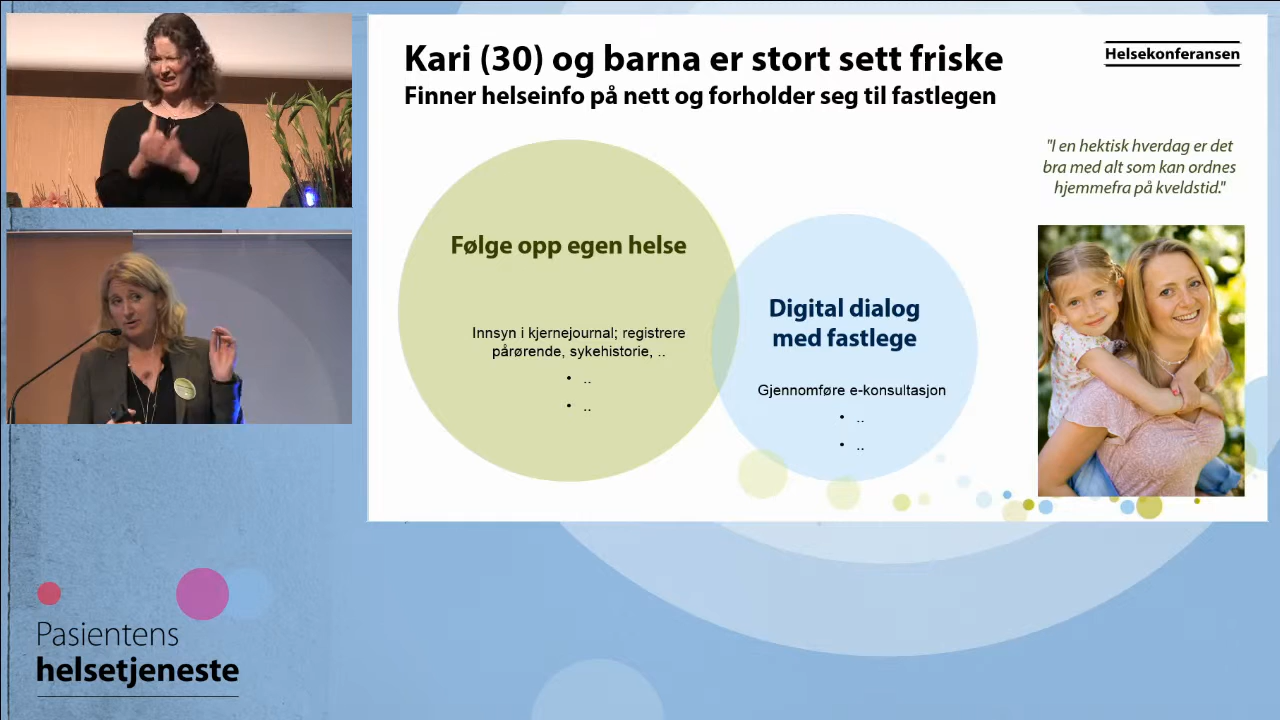 Kari (30) og barna er stort sett friske
Finner helseinfo på nett og forholder seg til fastlegen
Helsekonferansen
"I en hektisk hverdag er det
bra med alt som kan ordnes
hjemmefra på kveldstid."
Følge opp egen helse
Innsyn i kjernejournal; registrere
pårørende, sykehistorie, ..
• ..
• ..
Digital dialog
med fastlege
Gjennomføre e-konsultasjon
• ..
• ..
Pasientens
helsetjeneste